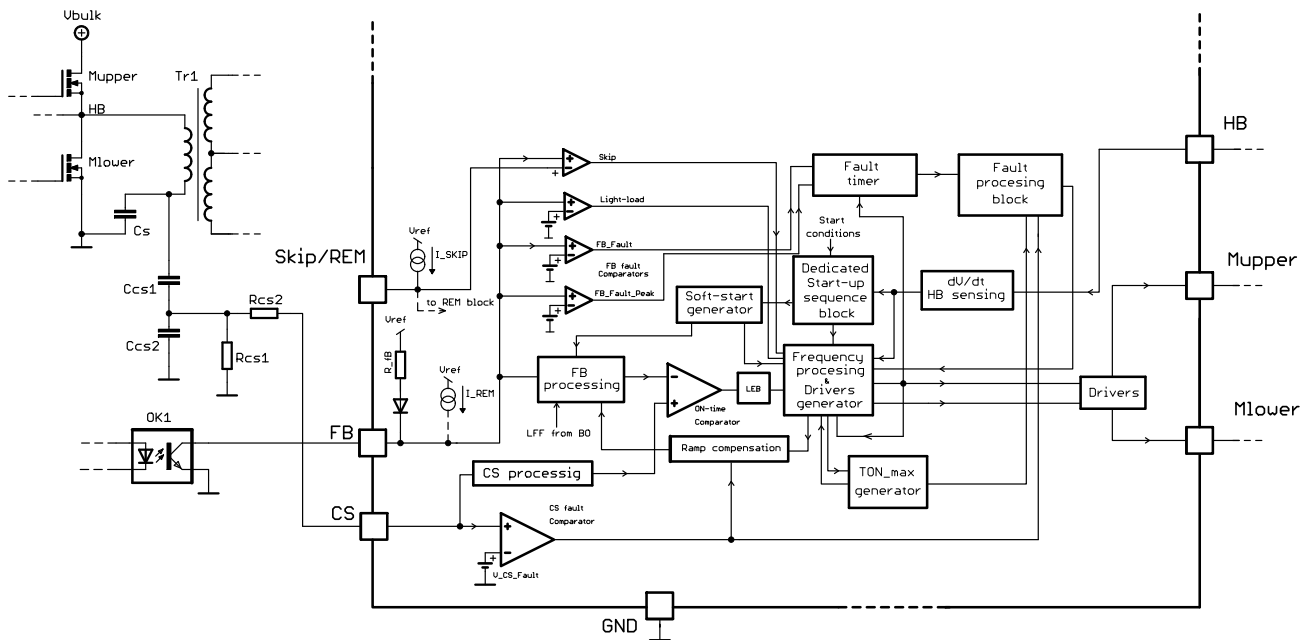 Vbulk
Mupper
Tr1
HB
Mlower
Cs
Ccs1
Rcs2
Ccs2
Rcs1
OK1
Skip/REM
Vref
I_SKIP
to REM block
Vref
R_fB
Vref
I_REM
FB
CS
GND
+
-
+
Skip
+
-
+
Light-load
+
-
+
FB_Fault
FB fault
Comparators
+
-
+
FB_Fault_Peak
Soft-start
generator
FB
processing
LFF from BO
-
+
ON-time
Comparator
LEB
CS processig
Ramp compensation
+
-
+
CS fault
Comparator
V_CS_Fault
Fault
timer
Fault
procesing
block
Start
conditions
Dedicated
Start-up
sequence
block
dV/dt
HB sensing
Frequency
procesing
&
Drivers
generator
TON_max
generator
Drivers
HB
Mupper
Mlower